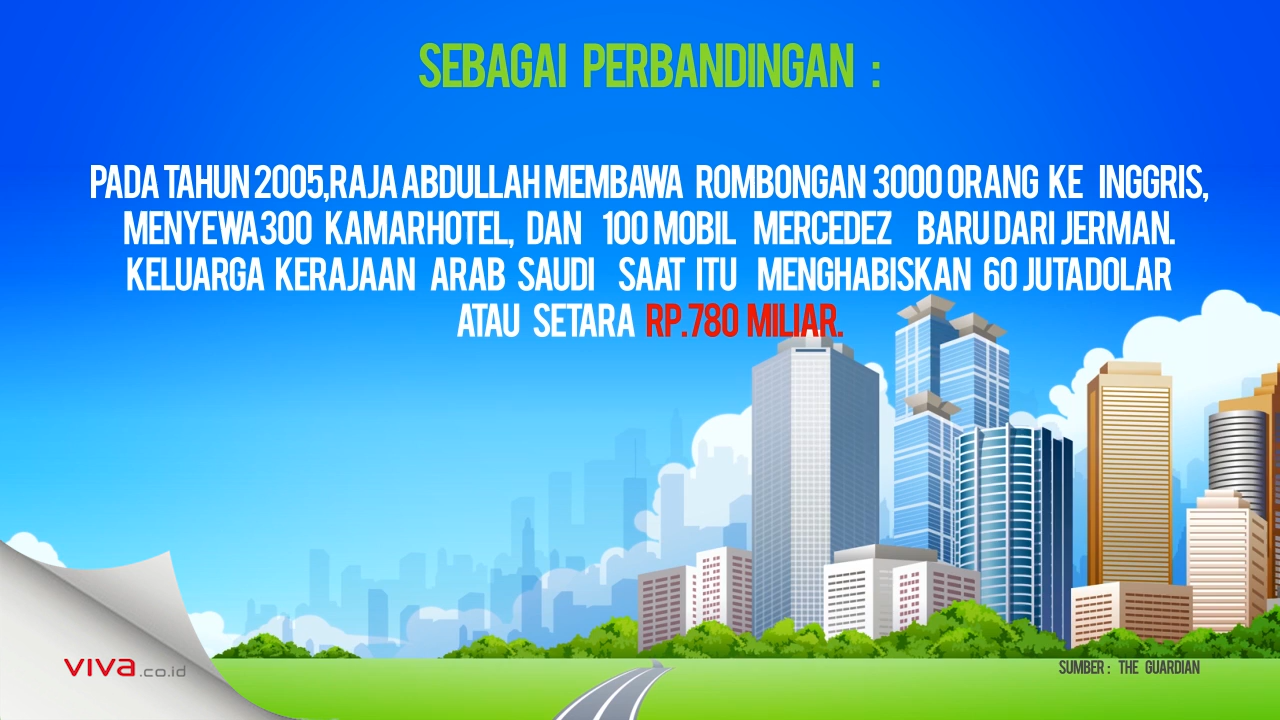 SEBAGAI PERBANDINGAN :
PADA TAHUN 2005,RAJA ABDULLAH MEMBAWA ROMBONGAN 3000 ORANG KE INGGRIS,
MENYEWA300 KAMARHOTEL, DAN 100 MOBIL MERCEDEZ BARU DARI JERMAN.
KELUARGA KERAJAAN ARAB SAUDI SAAT ITU MENGHABISKAN 60 JUTADOLAR
ATAU SETARA RP.780 MILIAR.
viva.co.id
SUMBER : THE GUARDIAN